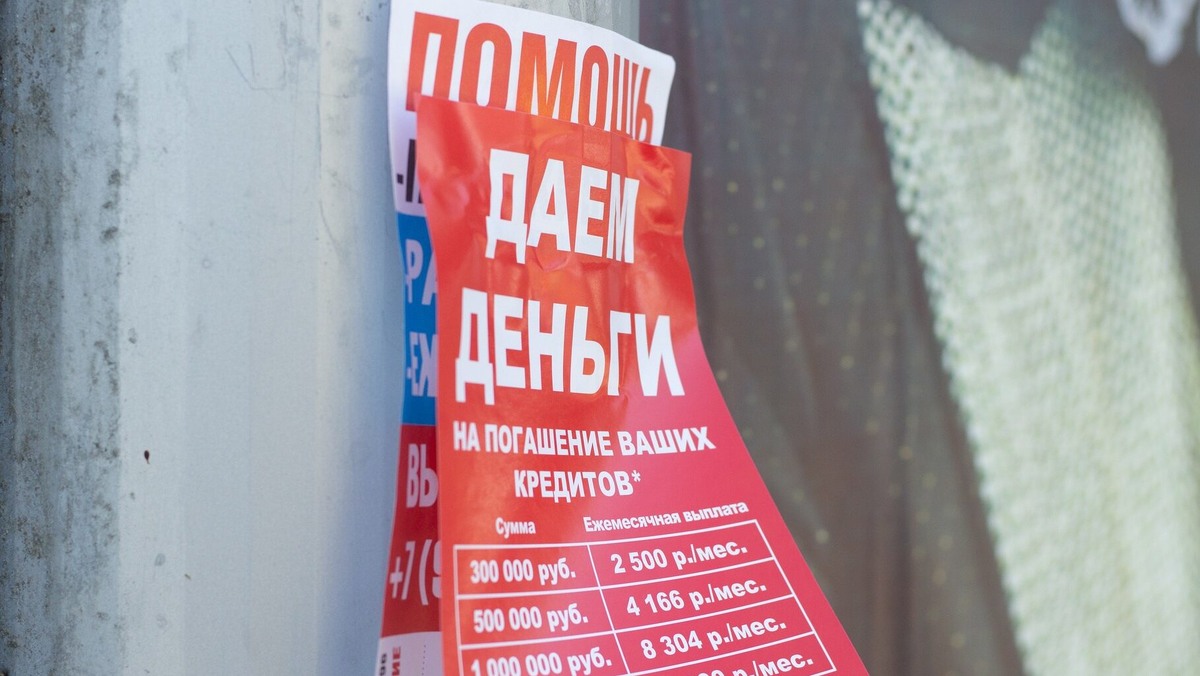 ПОМОЩЬ
ДАЕМ
ДЕНЬГИ
НА ПОГАШЕНИЕ ВАШИХ
КРЕДИТОВ*
Сумма Ежемесячная выплата
300 000 руб. 2 500 р./мес.
500 000 руб. 4 166 р./мес.
1 000 000 руб. 8 304 р./мес.
р./мес.